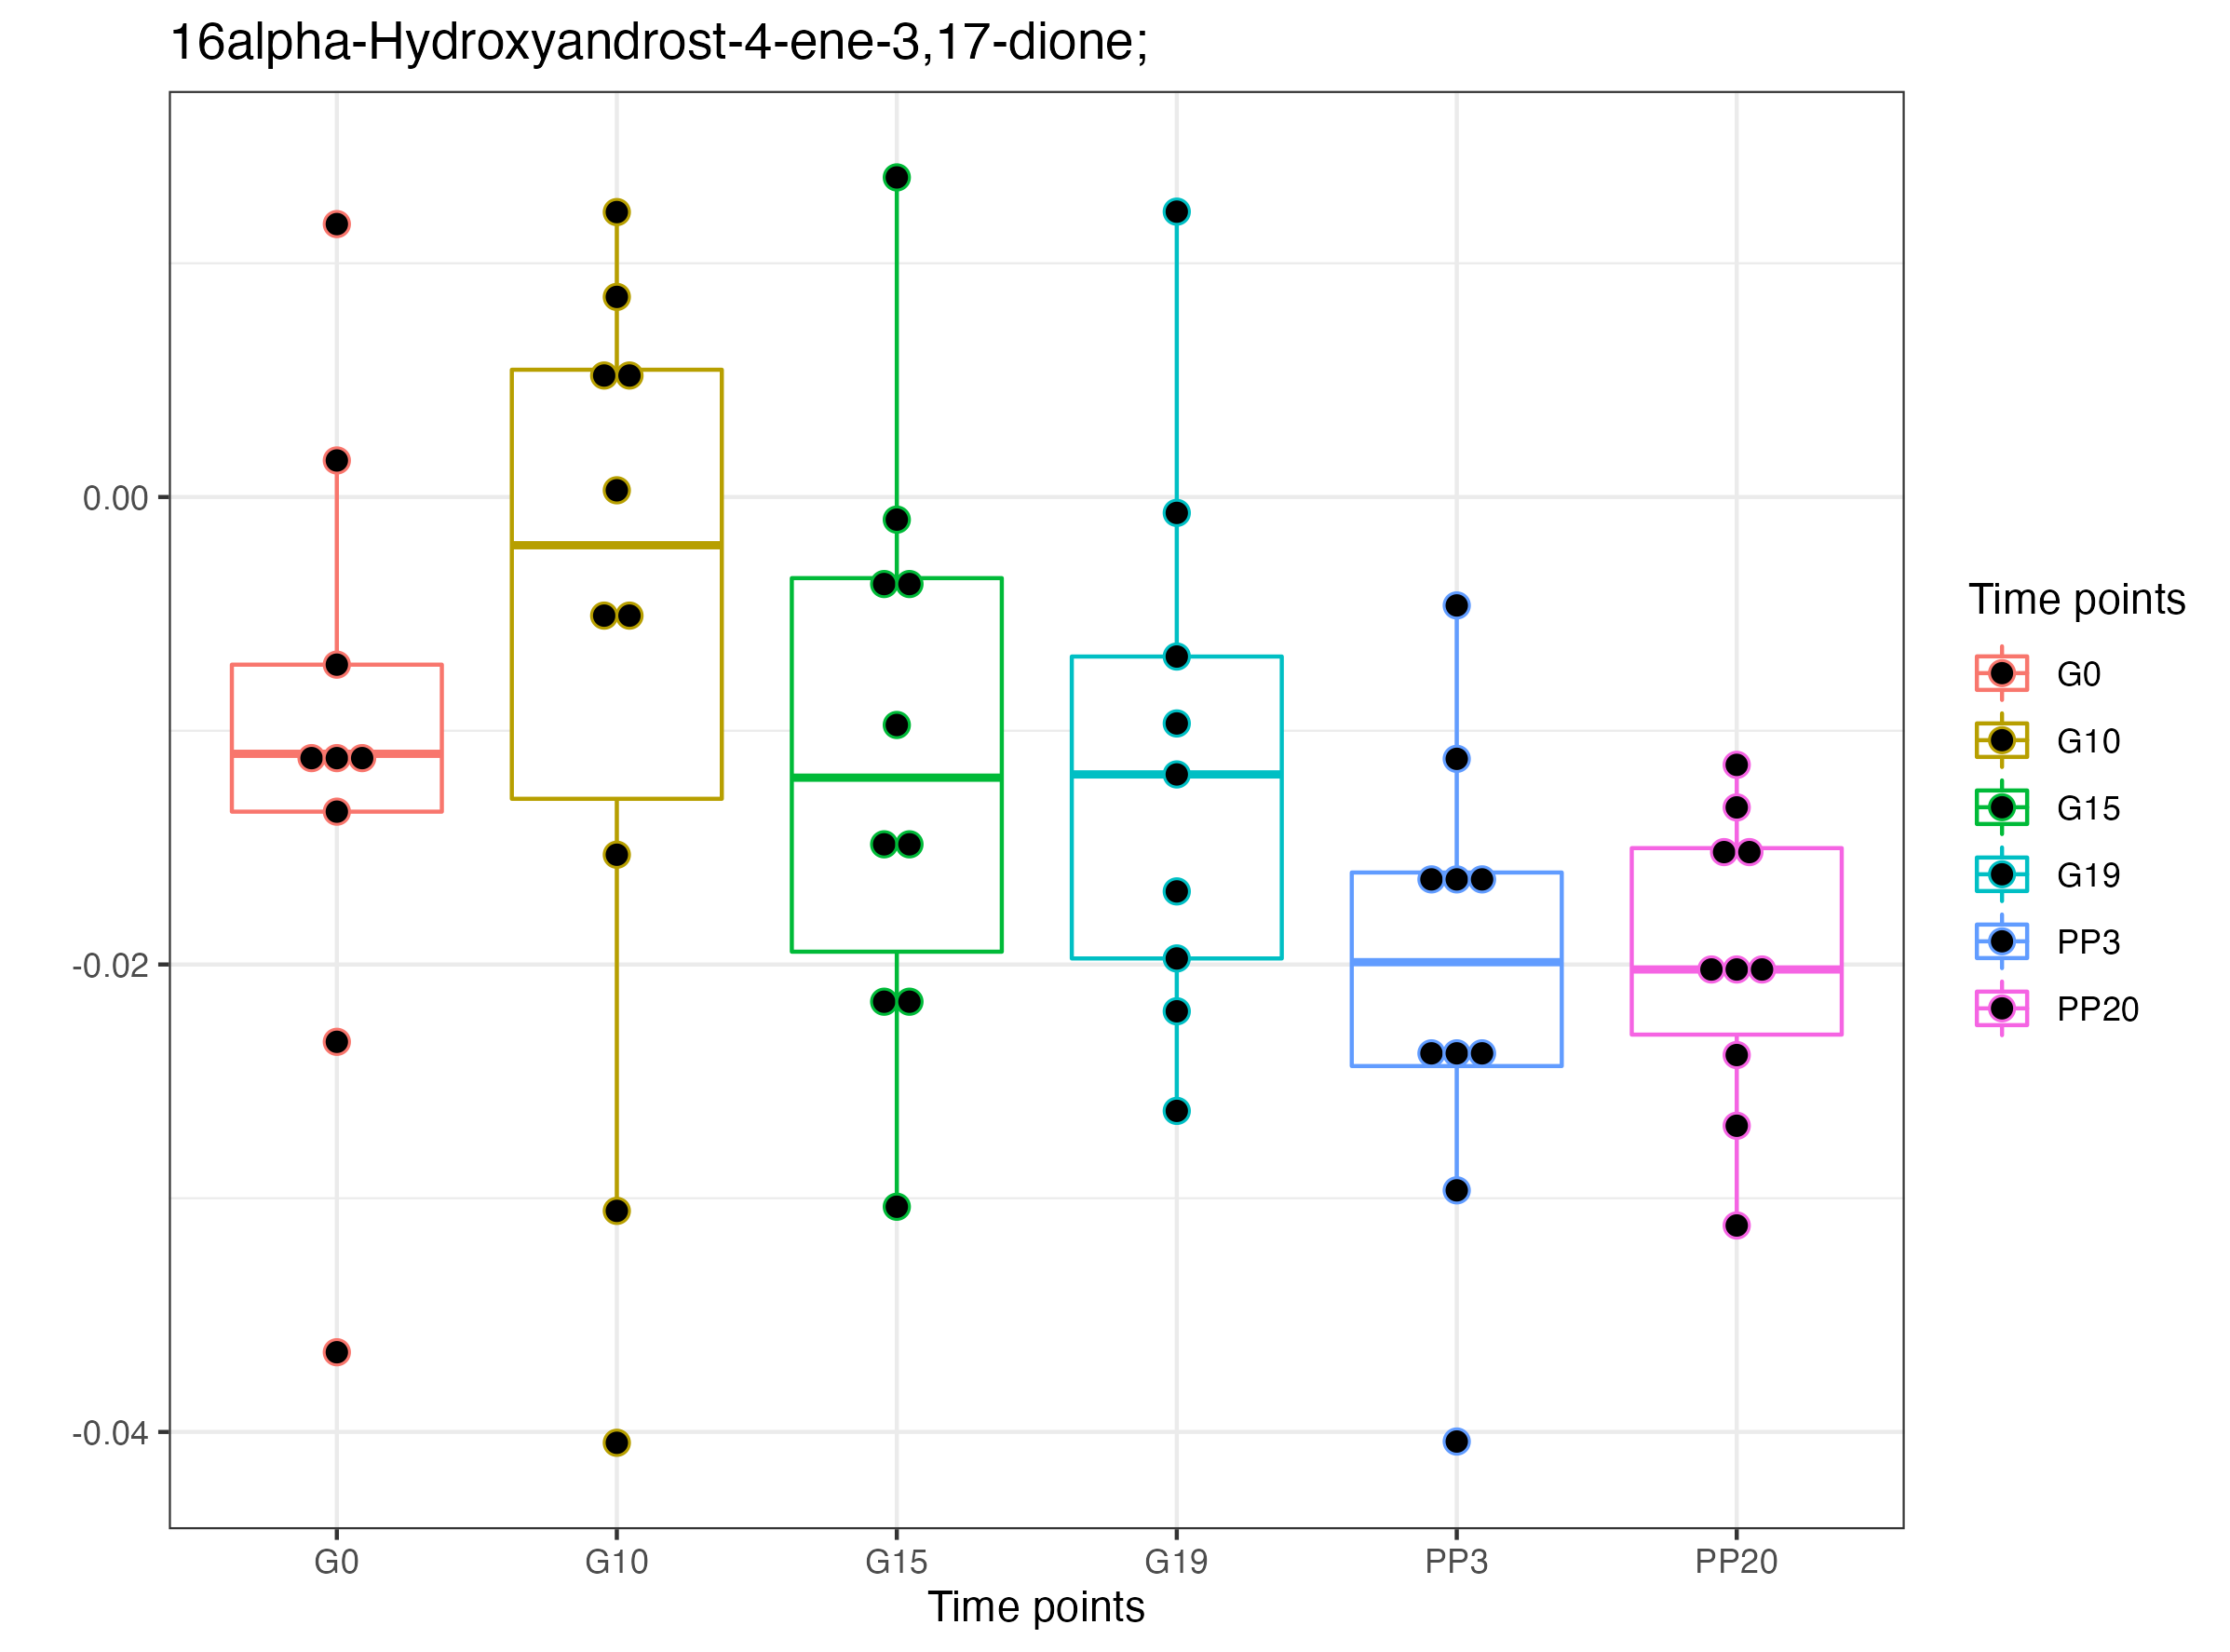 16alpha-Hydroxyandrost-4-ene-3,17-dione;
0.00
-0.02
-0.04
G0 G10 G15 G19 PP3 PP20
Time points
Time points
G0
G10
G15
G19
PP3
PP20